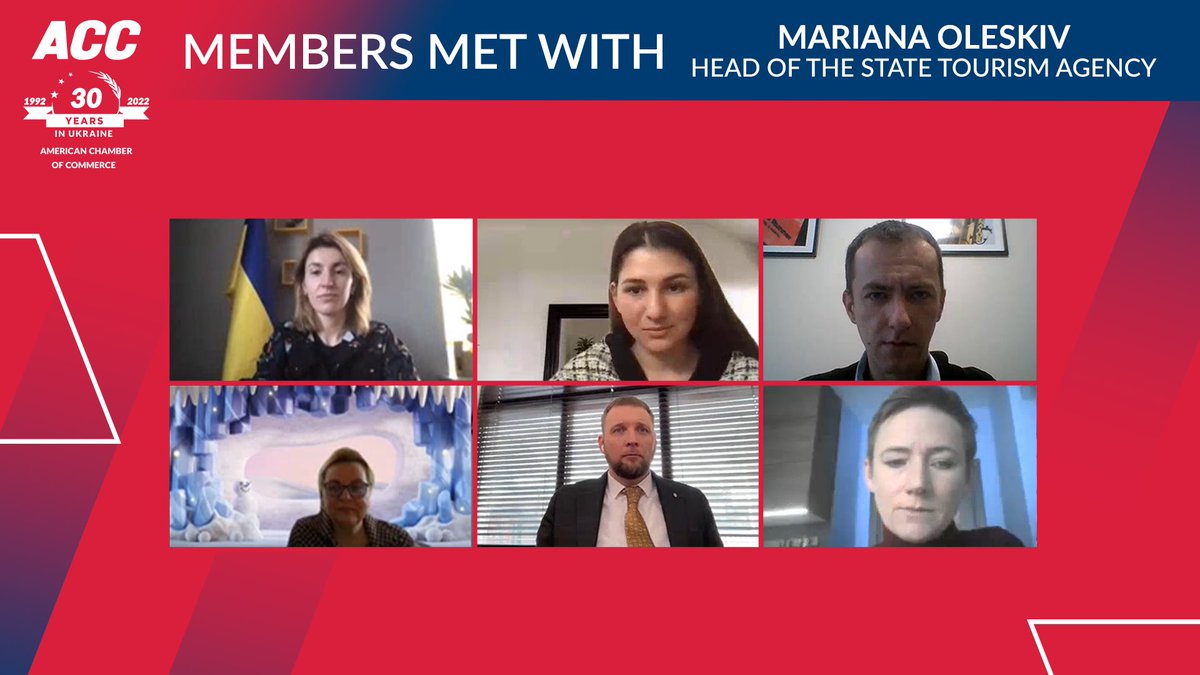 ACC
1992 30 2022
YEARS
IN UKRAINE
AMERICAN CHAMBER
OF COMMERCE
MEMBERS MET WITH
MARIANA OLESKIV
HEAD OF THE STATE TOURISM AGENCY